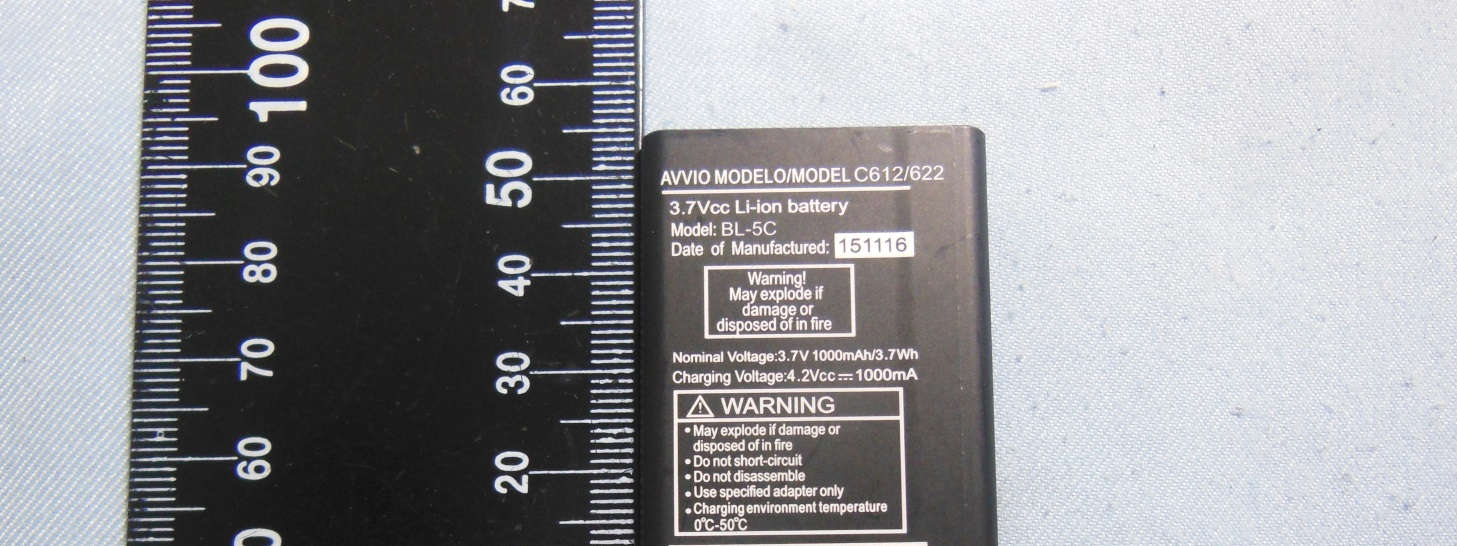 100
90
80
70
60
60
50
40
30
20
AVVIO MODELO/MODEL C612/622
3.7Vcc Li-ion battery
Model: BL-5C
Date of Manufactured: 151116
Warning!
May explode if
damage or
disposed of in fire
Nominal Voltage:3.7V 1000mAh/3.7Wh
Charging Voltage:4.2Vcc⎓1000mA
⚠ WARNING
• May explode if damage or
disposed of in fire
• Do not short-circuit
• Do not disassemble
• Use specified adapter only
• Charging environment temperature
0°C-50°C